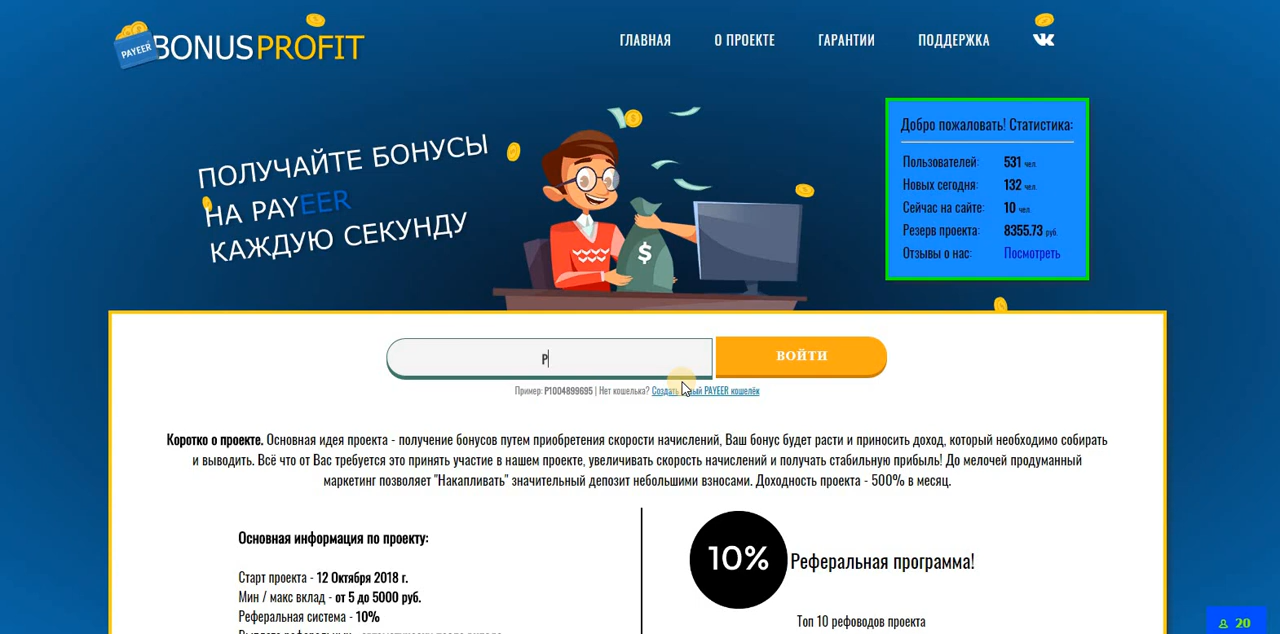 PAYEER
BONUSPROFIT
ГЛАВНАЯ
О ПРОЕКТЕ
ГАРАНТИИ
ПОДДЕРЖКА
ПОЛУЧАЙТЕ БОНУСЫ
НА PAYEER
КАЖДУЮ СЕКУНДУ
$
Добро пожаловать! Статистика:
Пользователей: 531 чел.
Новых сегодня: 132 чел.
Сейчас на сайте: 10 чел.
Резерв проекта: 8355.73 руб.
Отзывы о нас: Посмотреть
P
ВОЙТИ
Пример: P1004899695 | Нет кошелька? Создать PAYEER кошелёк
Коротко о проекте. Основная идея проекта - получение бонусов путем приобретения скорости начислений, Ваш бонус будет расти и приносить доход, который необходимо собирать
и выводить. Всё что от Вас требуется это принять участие в нашем проекте, увеличивать скорость начислений и получать стабильную прибыль! До мелочей продуманный
маркетинг позволяет "Накапливать" значительный депозит небольшими взносами. Доходность проекта - 500% в месяц.
Основная информация по проекту:
Старт проекта - 12 Октября 2018 г.
Мин / макс вклад - от 5 до 5000 руб.
Реферальная система - 10%
10%
Реферальная программа!
Топ 10 рефоводов проекта
20